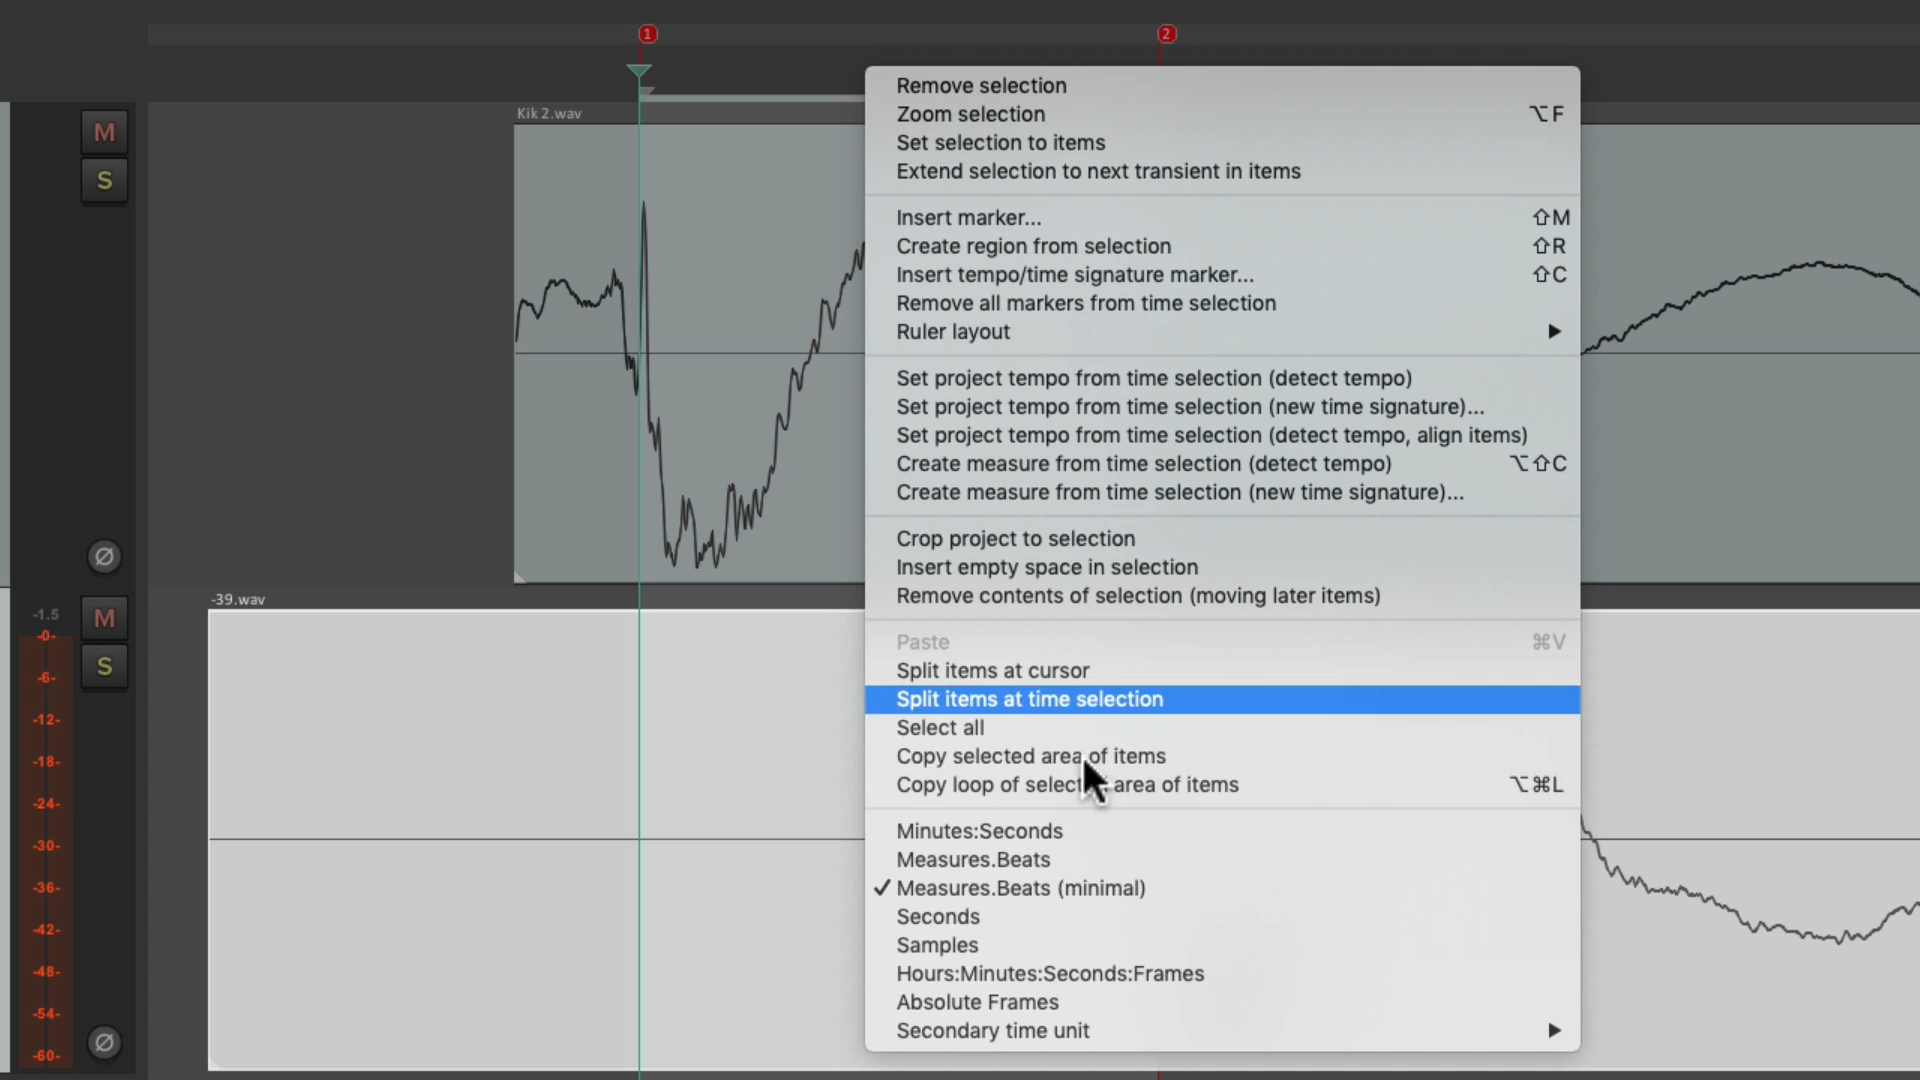 1
2
Kik 2.wav
M
S
Ø
Remove selection
Zoom selection ⌥F
Set selection to items
Extend selection to next transient in items
Insert marker... ⇧M
Create region from selection ⇧R
Insert tempo/time signature marker... ⇧C
Remove all markers from time selection
Ruler layout ▶
Set project tempo from time selection (detect tempo)
Set project tempo from time selection (new time signature)...
Set project tempo from time selection (detect tempo, align items)
Create measure from time selection (detect tempo) ⌥⇧C
Create measure from time selection (new time signature)...
Crop project to selection
Insert empty space in selection
Remove contents of selection (moving later items)
Paste ⌘V
Split items at cursor
Split items at time selection
Select all
Copy selected area of items
Copy loop of selected area of items ⌥⌘L
Minutes:Seconds
Measures.Beats
✓ Measures.Beats (minimal)
Seconds
Samples
Hours:Minutes:Seconds:Frames
Absolute Frames
Secondary time unit ▶
-39.wav
M
S
Ø
-1.5
-0-
-6-
-12-
-18-
-24-
-30-
-36-
-42-
-48-
-54-
-60-